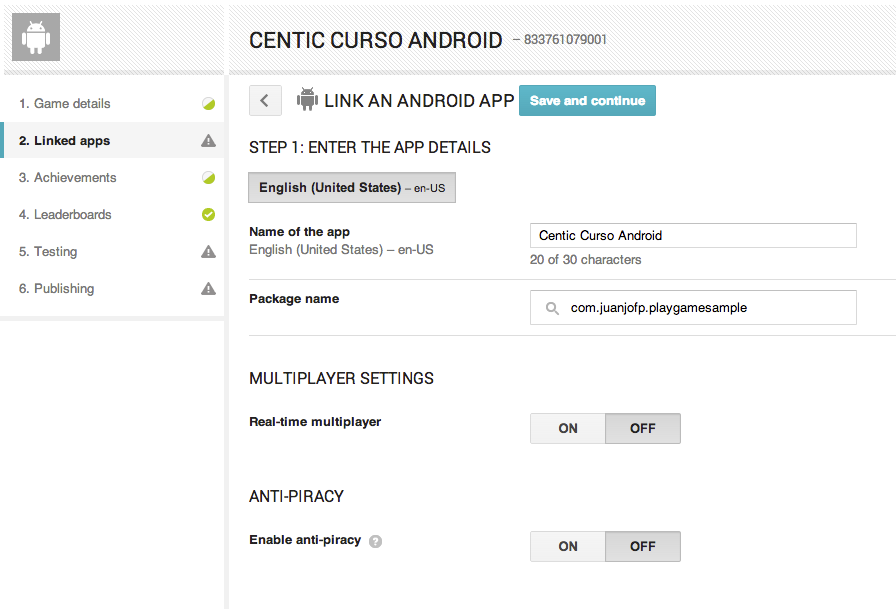 CENTIC CURSO ANDROID – 833761079001
1. Game details
2. Linked apps
3. Achievements
4. Leaderboards
5. Testing
6. Publishing
LINK AN ANDROID APP Save and continue
STEP 1: ENTER THE APP DETAILS
English (United States) – en-US
Name of the app
English (United States) – en-US
Centic Curso Android
20 of 30 characters
Package name
com.juanjofp.playgamesample
MULTIPLAYER SETTINGS
Real-time multiplayer ON OFF
ANTI-PIRACY
Enable anti-piracy ? ON OFF